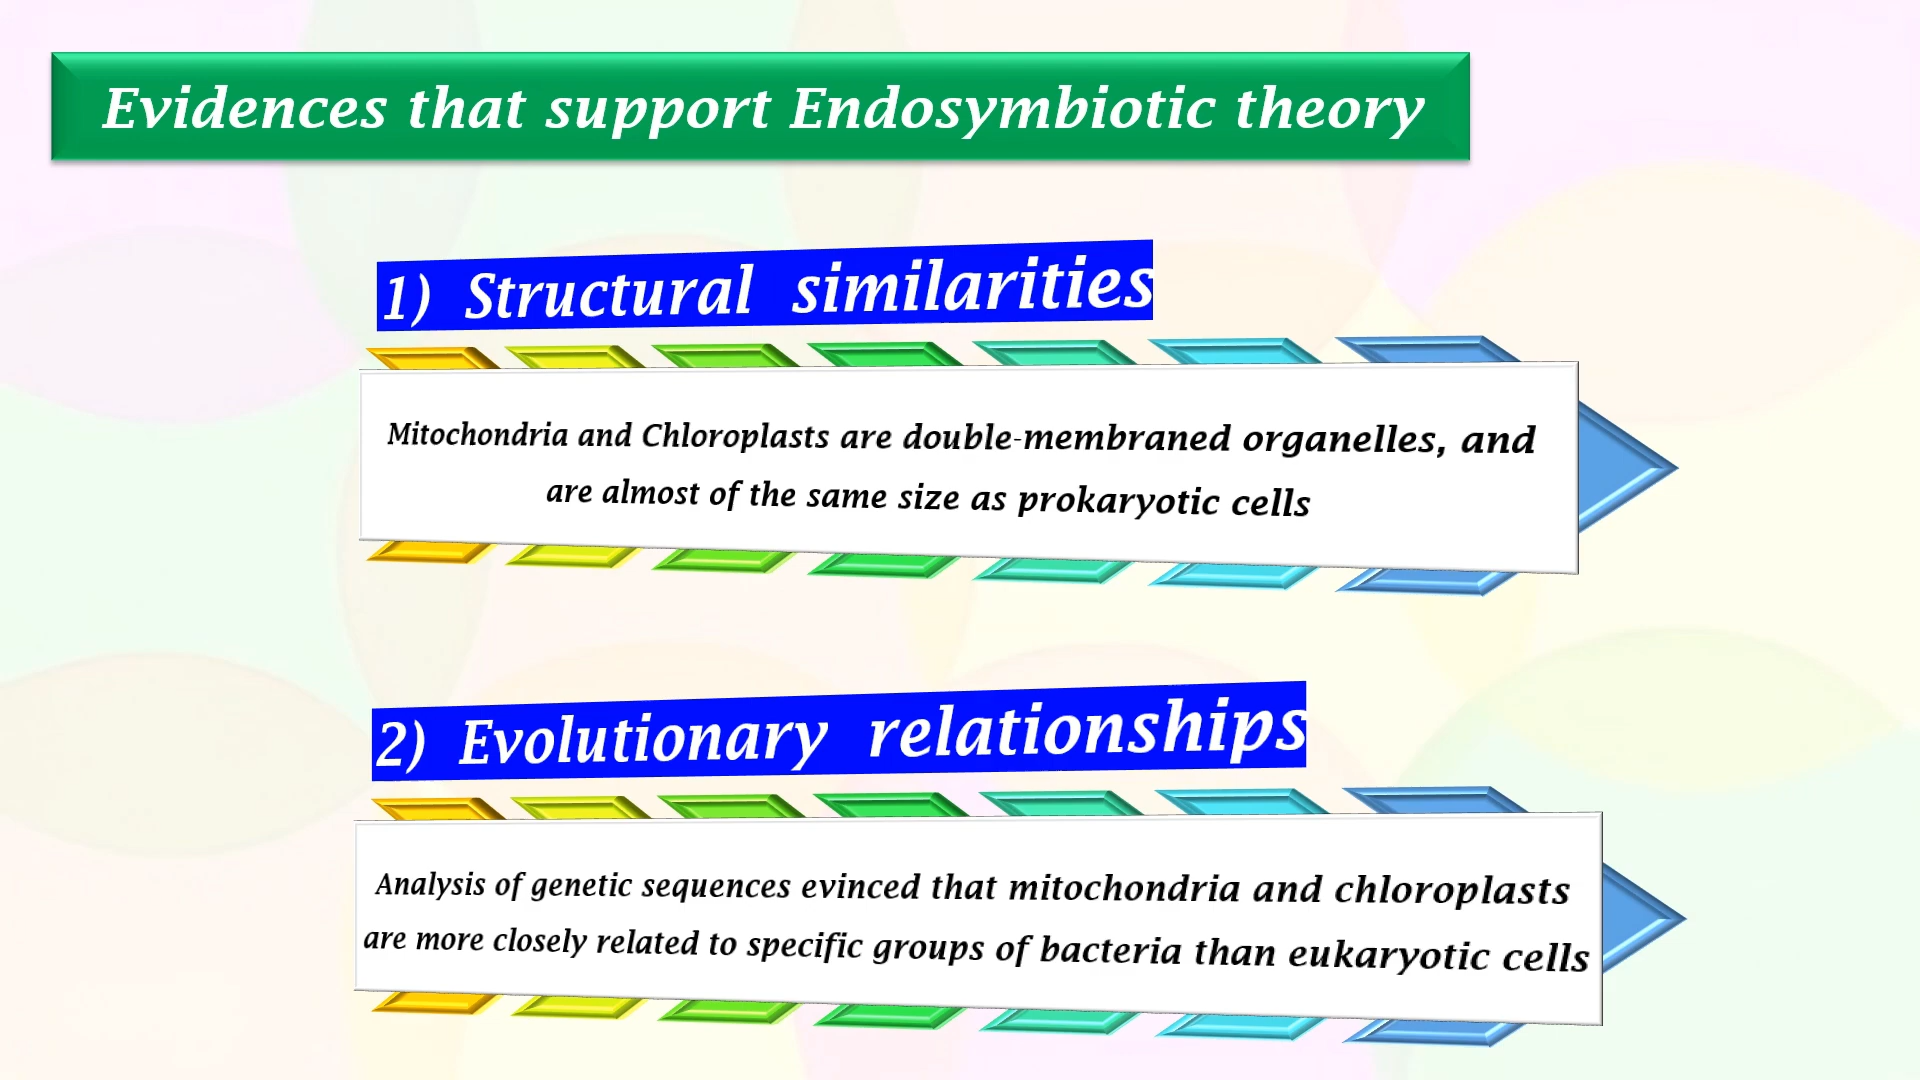 Evidences that support Endosymbiotic theory
1) Structural similarities
Mitochondria and Chloroplasts are double-membraned organelles, and
are almost of the same size as prokaryotic cells
2) Evolutionary relationships
Analysis of genetic sequences evinced that mitochondria and chloroplasts
are more closely related to specific groups of bacteria than eukaryotic cells